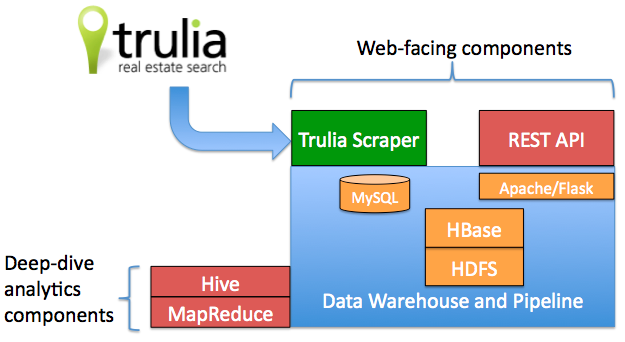 trulia
real estate search
Web-facing components
Trulia Scraper
REST API
MySQL
Apache/Flask
HBase
HDFS
Deep-dive
analytics
components
Hive
MapReduce
Data Warehouse and Pipeline